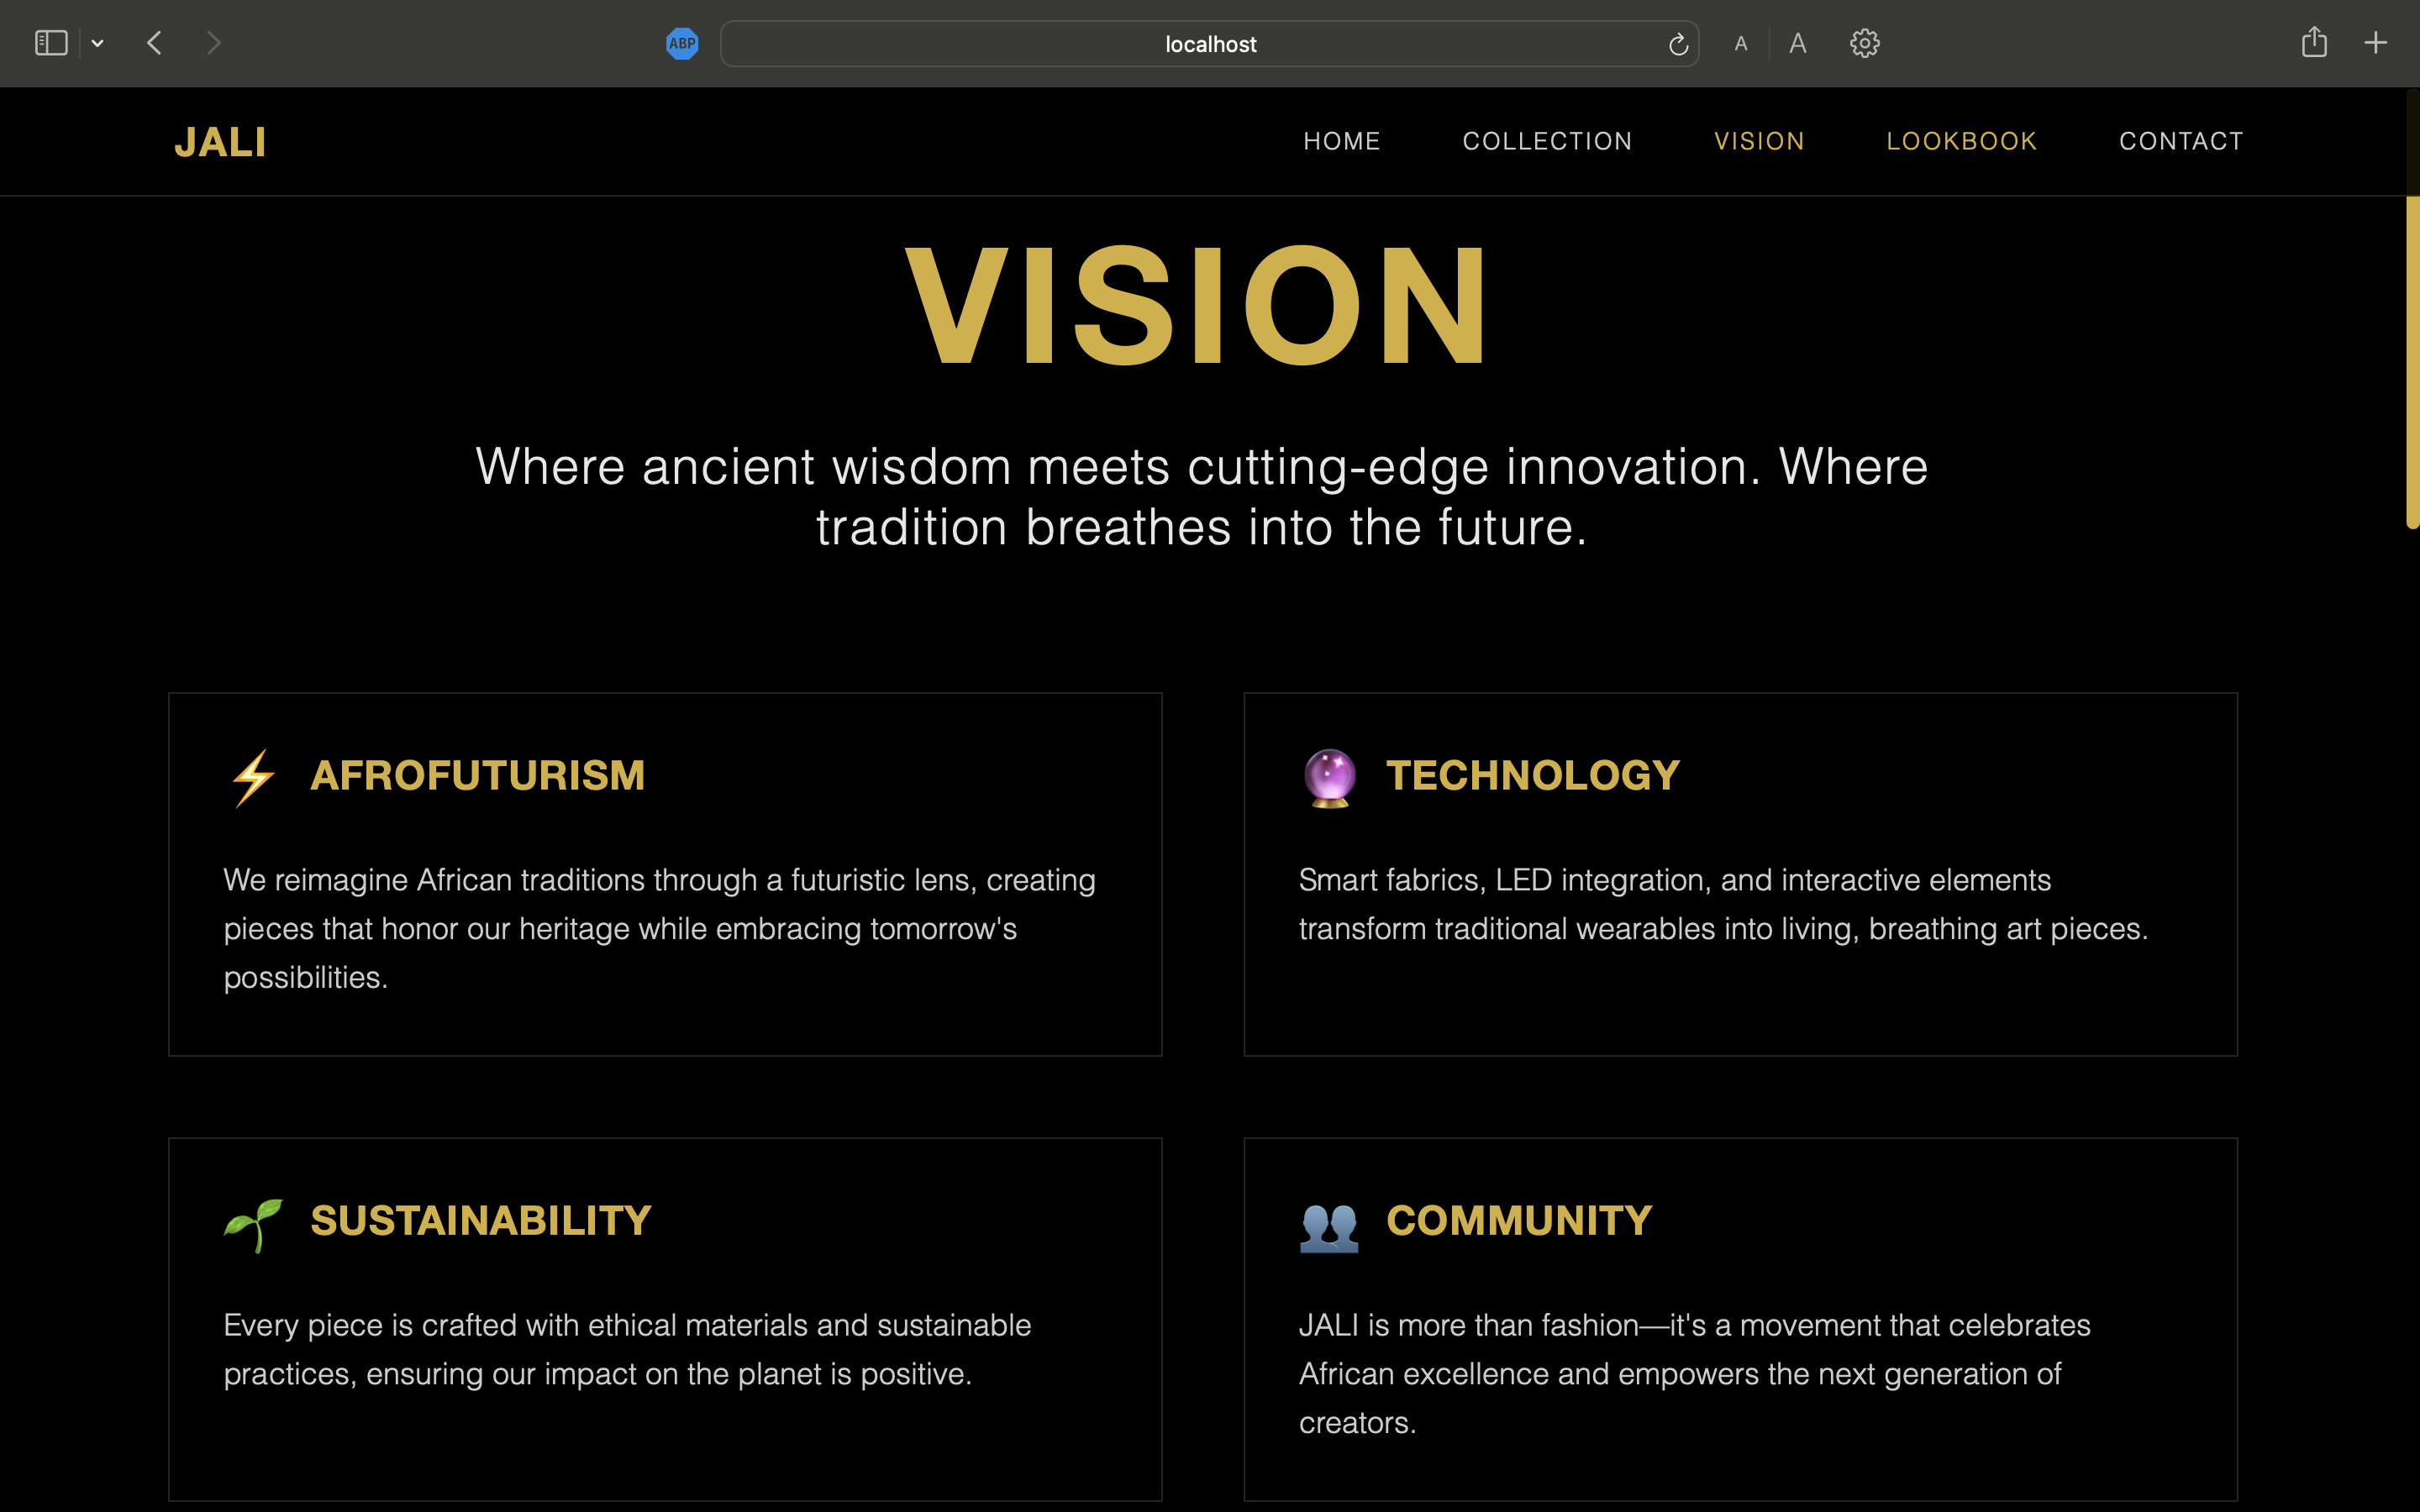 ABP
localhost
A A
JALI
HOME COLLECTION VISION LOOKBOOK CONTACT
VISION
Where ancient wisdom meets cutting-edge innovation. Where
tradition breathes into the future.
AFROFUTURISM
We reimagine African traditions through a futuristic lens, creating
pieces that honor our heritage while embracing tomorrow's
possibilities.
TECHNOLOGY
Smart fabrics, LED integration, and interactive elements
transform traditional wearables into living, breathing art pieces.
SUSTAINABILITY
Every piece is crafted with ethical materials and sustainable
practices, ensuring our impact on the planet is positive.
COMMUNITY
JALI is more than fashion—it's a movement that celebrates
African excellence and empowers the next generation of
creators.